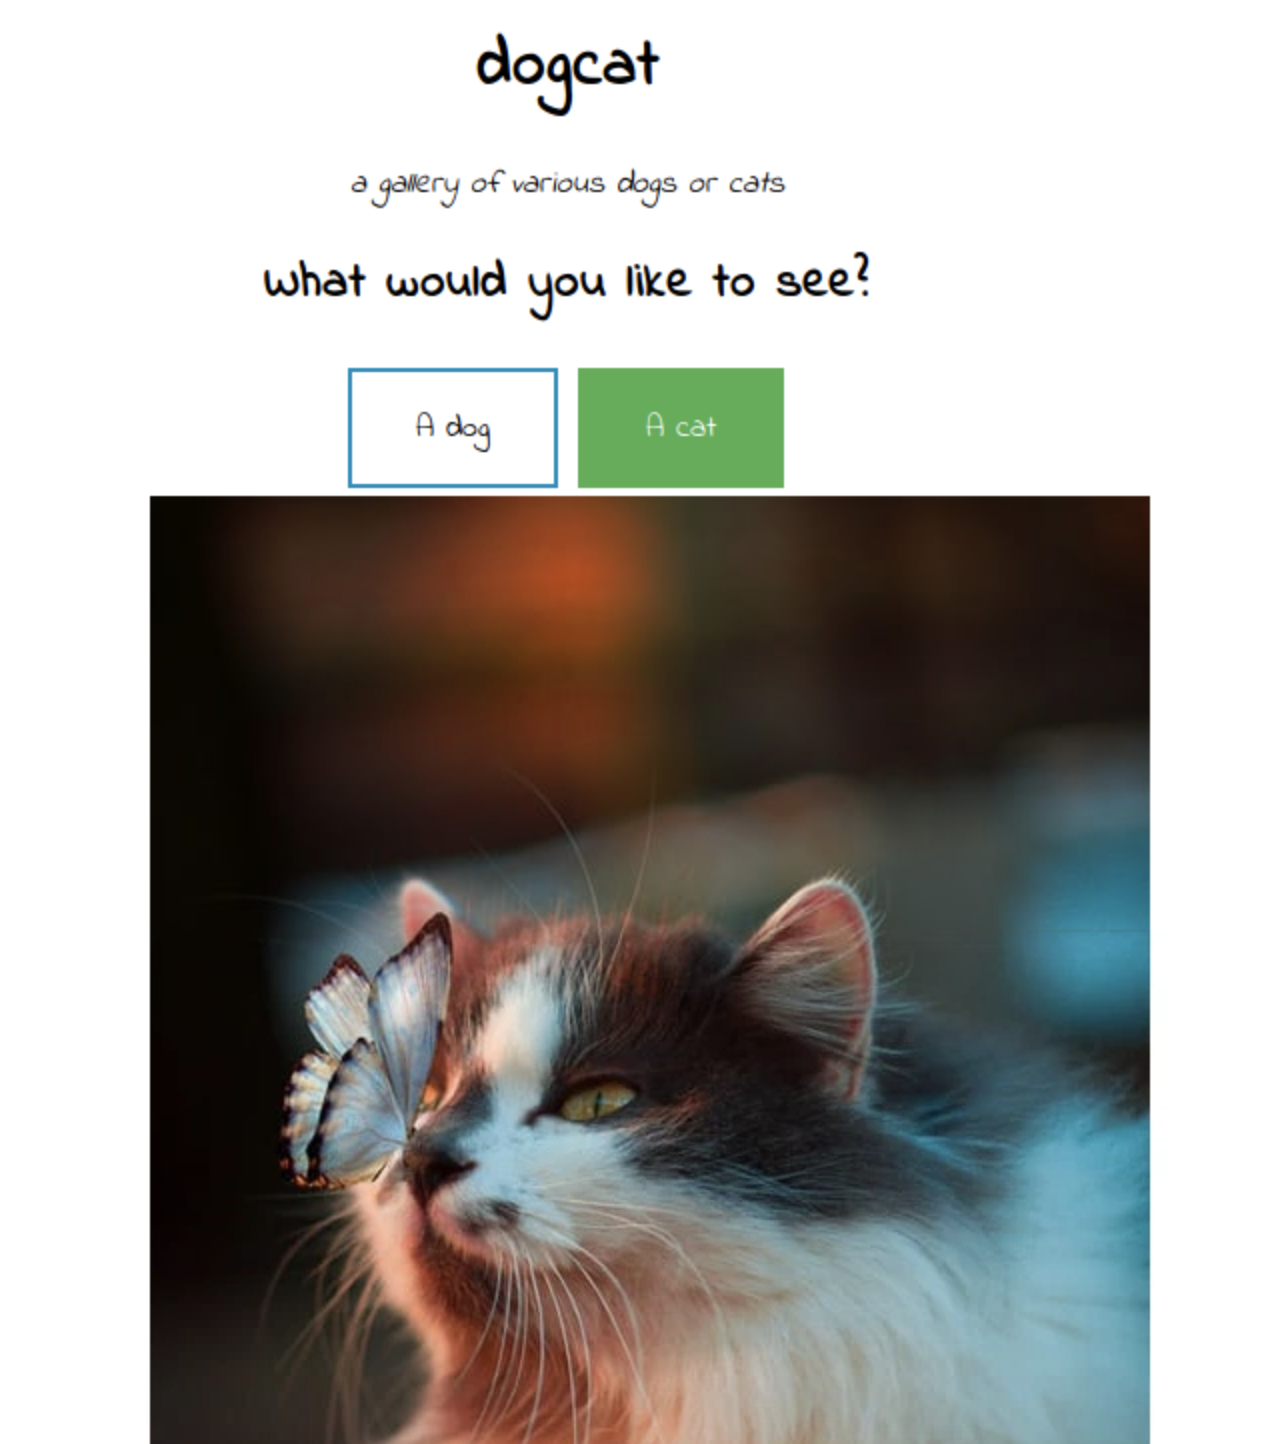 dogcat
a gallery of various dogs or cats
What would you like to see?
A dog A cat